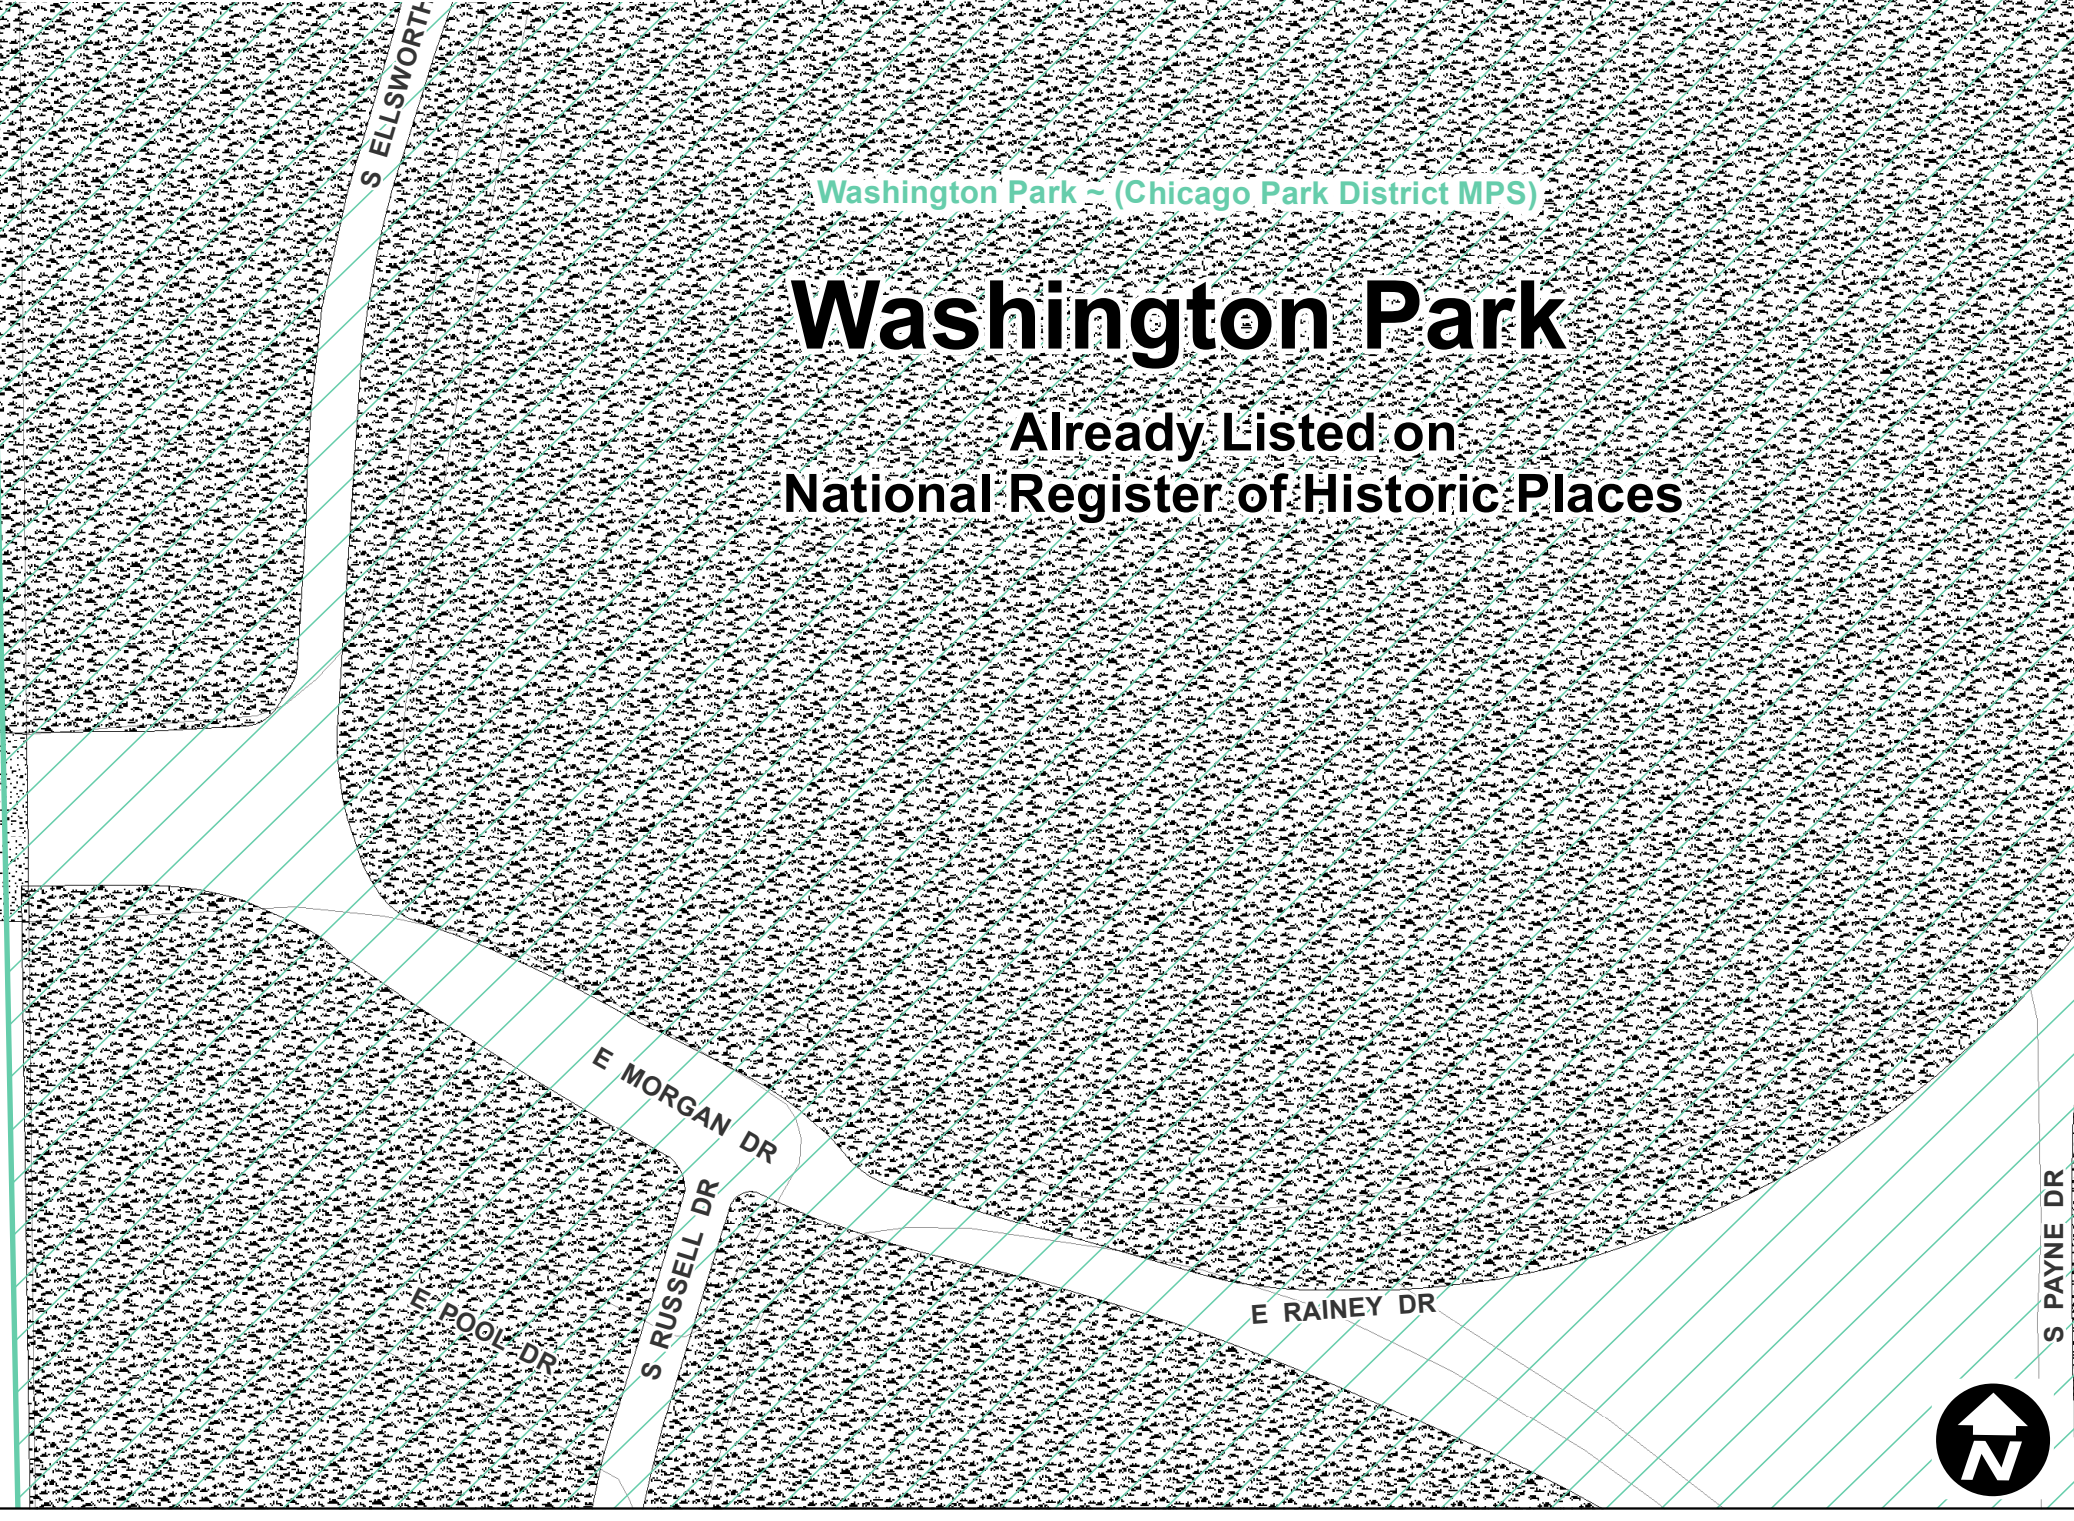 S ELLSWORTH
Washington Park ~ (Chicago Park District MPS)
Washington Park
Already Listed on
National Register of Historic Places
E MORGAN DR
S RUSSELL DR
E POOL DR
E RAINEY DR
S PAYNE DR
N